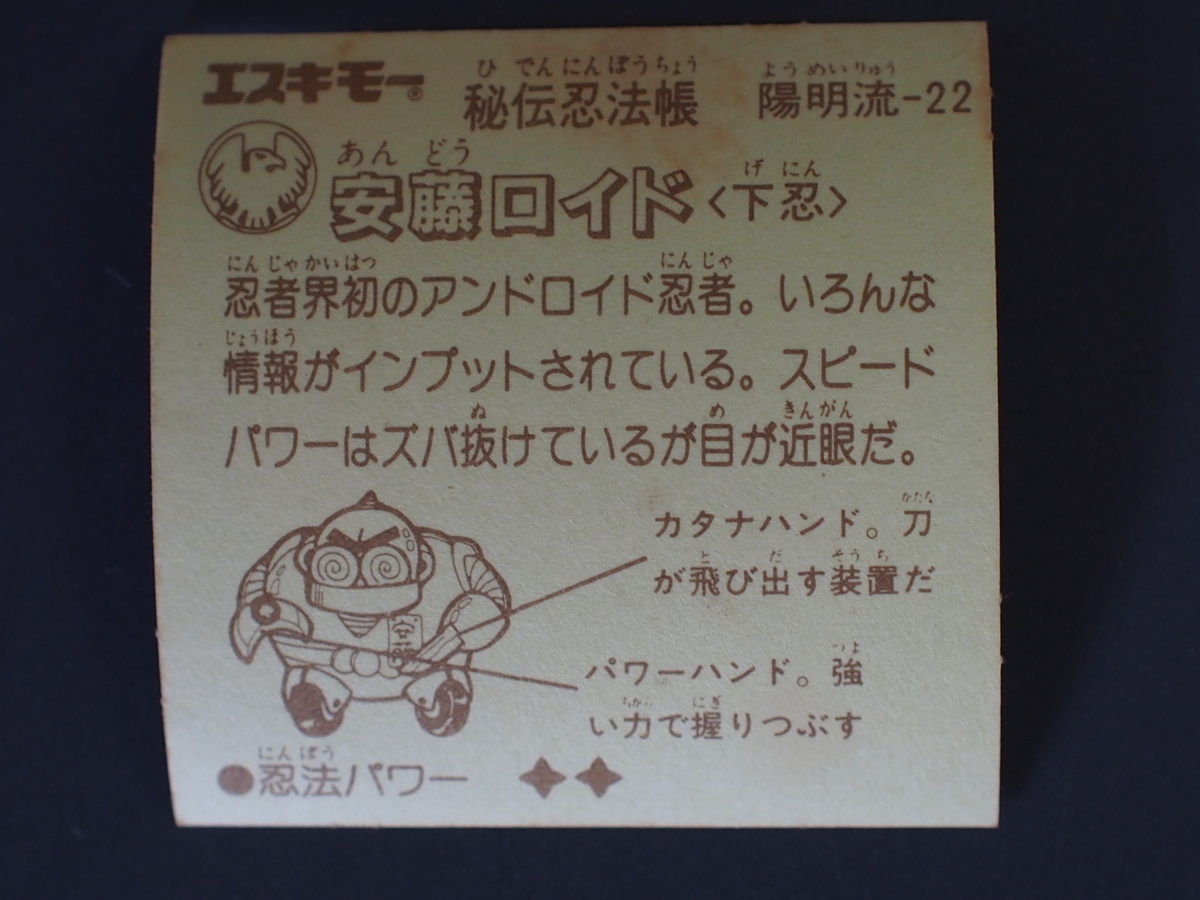 エスキモー® 秘伝忍法帳 陽明流-22
ひでんにんぽうちょう ようめいりゅう
あんどう げにん
安藤ロイド〈下忍〉
にんじゃかいはつ にんじゃ
忍者界初のアンドロイド忍者。いろんな
じょうほう
情報がインプットされている。スピード
ぬ め きんがん
パワーはズバ抜けているが目が近眼だ。
かたな
カタナハンド。刀
と だ そうち
が飛び出す装置だ
つよ
パワーハンド。強
ちから にぎ
い力で握りつぶす
安藤
にんぽう
●忍法パワー